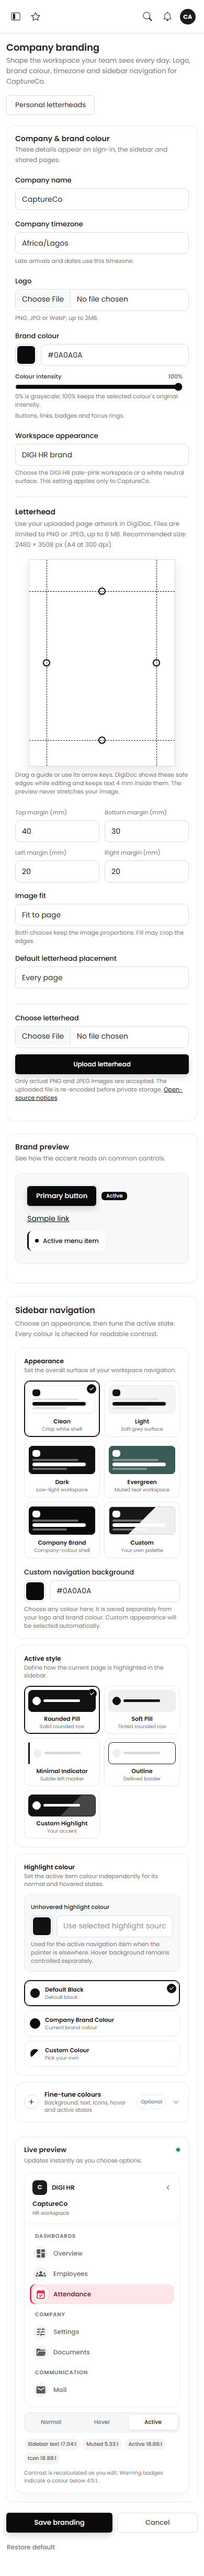 CA
Company branding
Shape the workspace your team sees every day. Logo,
brand colour, timezone and sidebar navigation for
CaptureCo.
Personal letterheads
Company & brand colour
These details appear on sign-in, the sidebar and
shared pages.
Company name
CaptureCo
Company timezone
Africa/Lagos
Late arrivals and dates use this timezone.
Logo
Choose File No file chosen
PNG, JPG or WebP, up to 2MB.
Brand colour
#0A0A0A
Colour intensity 100%
0% is grayscale; 100% keeps the selected colour's original
intensity.
Buttons, links, badges and focus rings.
Workspace appearance
DIGI HR brand
Choose the DIGI HR pale-pink workspace or a white neutral
surface. This setting applies only to CaptureCo.
Letterhead
Use your uploaded page artwork in DigiDoc. Files are
limited to PNG or JPEG, up to 8 MB. Recommended size:
2480 × 3508 px (A4 at 300 dpi).
Drag a guide or use its arrow keys. DigiDoc shows these safe
edges while editing and keeps text 4 mm inside them. The
preview never stretches your image.
Top margin (mm) Bottom margin (mm)
40 30
Left margin (mm) Right margin (mm)
20 20
Image fit
Fit to page
Both choices keep the image proportions. Fill may crop the
edges.
Default letterhead placement
Every page
Choose letterhead
Choose File No file chosen
Upload letterhead
Only actual PNG and JPEG images are accepted. The
uploaded file is re-encoded before private storage. Open-
source notices
Brand preview
See how the accent reads on common controls.
Primary button Active
Sample link
Active menu item
Sidebar navigation
Choose an appearance, then tune the active state.
Every colour is checked for readable contrast.
Appearance
Set the overall surface of your workspace navigation.
Clean Light
Crisp white shell Soft grey surface
Dark Evergreen
Low-light workspace Muted teal workspace
Company Brand Custom
Company-colour shell Your own palette
Custom navigation background
#0A0A0A
Choose any colour here; it is saved separately from
your logo and brand colour. Custom appearance will
be selected automatically.
Active style
Define how the current page is highlighted in the
sidebar.
Rounded Pill Soft Pill
Solid rounded row Tinted rounded row
Minimal Indicator Outline
Subtle left marker Defined border
Custom Highlight
Your accent
Highlight colour
Set the active item colour independently for its
normal and hovered states.
Unhovered highlight colour
Use selected highlight sourc
Used for the active navigation item when the
pointer is elsewhere. Hover background remains
controlled separately.
Default Black
Default black
Company Brand Colour
Current brand colour
Custom Colour
Pick your own
Fine-tune colours
Background, text, icons, hover
and active states
Optional
Live preview
Updates instantly as you choose options.
C DIGI HR
CaptureCo
HR workspace
DASHBOARDS
Overview
Employees
Attendance
COMPANY
Settings
Documents
COMMUNICATION
Mail
Normal Hover Active
Sidebar text 17.04:1 Muted 5.33:1 Active 18.88:1
Icon 18.88:1
Contrast is recalculated as you edit. Warning badges
indicate a colour below 4.5:1.
Save branding Cancel
Restore default